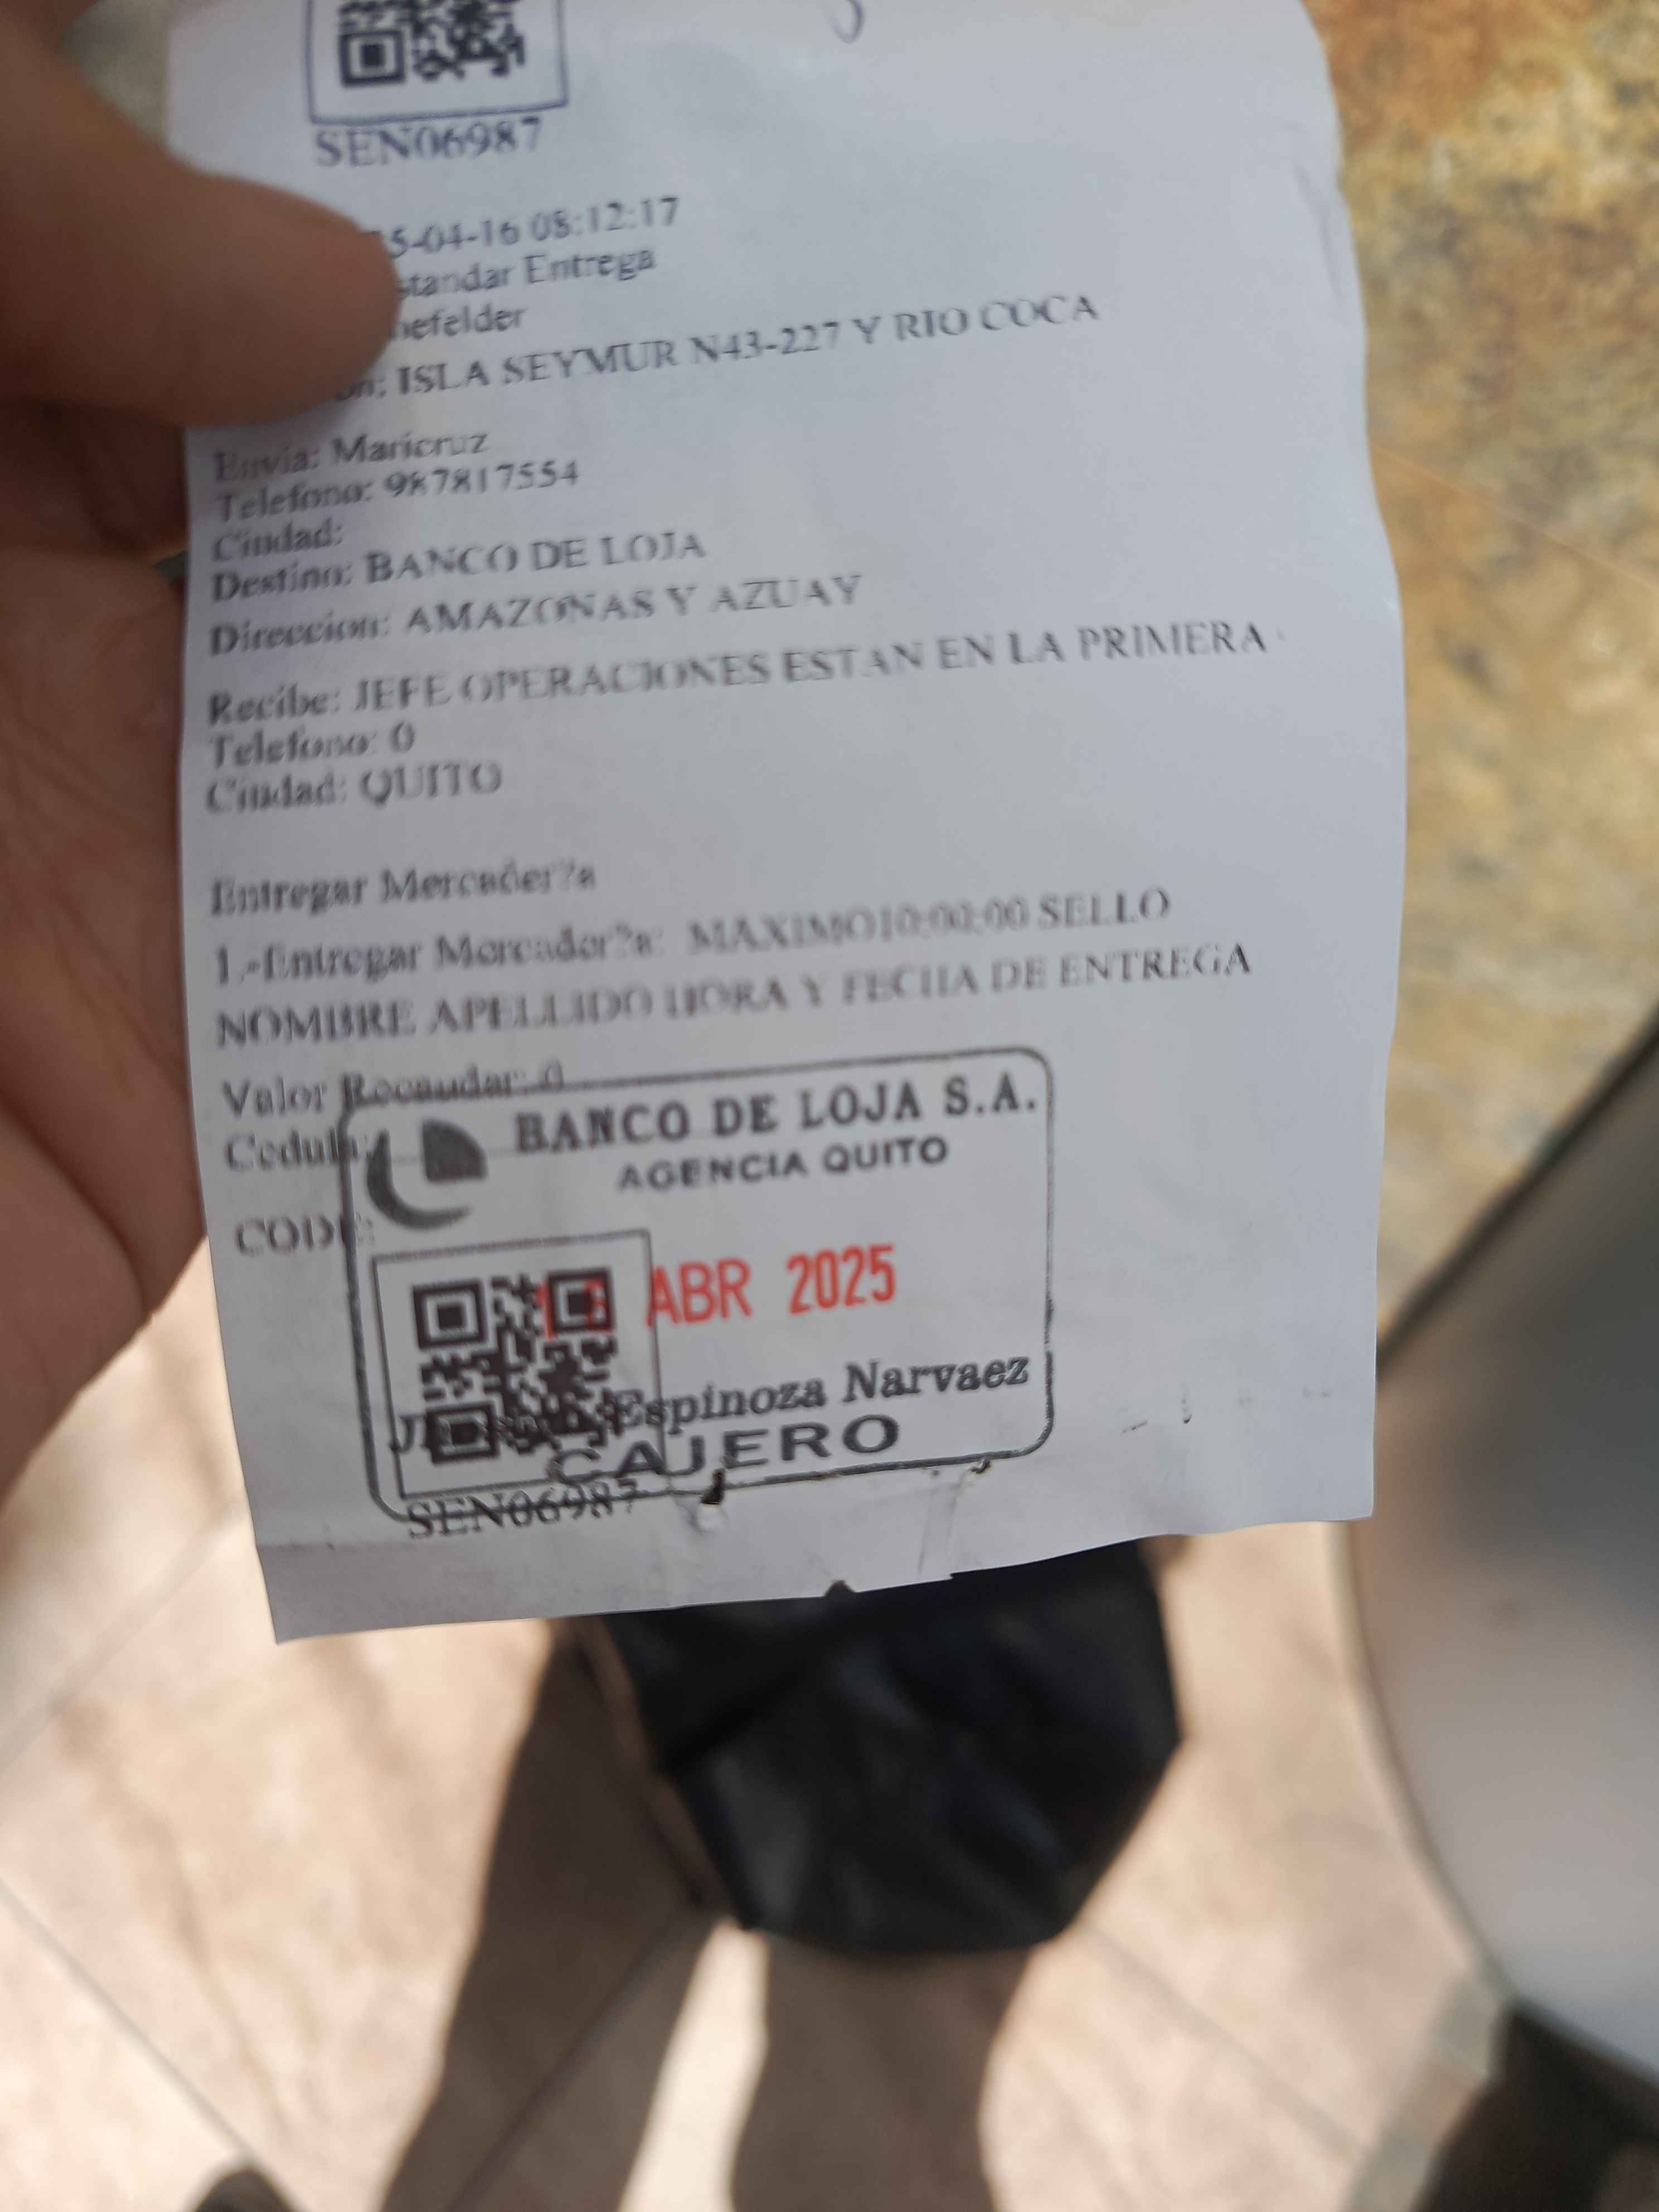 SEN06987
5-04-16 08:12:17
standar Entrega
nefelder
on: ISLA SEYMUR N43-227 Y RIO COCA
Envia: Maricruz
Telefono: 987817554
Ciudad:
Destino: BANCO DE LOJA
Direccion: AMAZONAS Y AZUAY
Recibe: JEFE OPERACIONES ESTAN EN LA PRIMERA
Telefono: 0
Ciudad: QUITO
Entregar Mercader?a
1.-Entregar Mercader?a: MAXIMO10:00:00 SELLO
NOMBRE APELLIDO HORA Y FECHA DE ENTREGA
Valor Recaudar: 0
Cedula:
BANCO DE LOJA S.A.
AGENCIA QUITO
CODE:
16 ABR 2025
Espinoza Narvaez
CAJERO
SEN06987